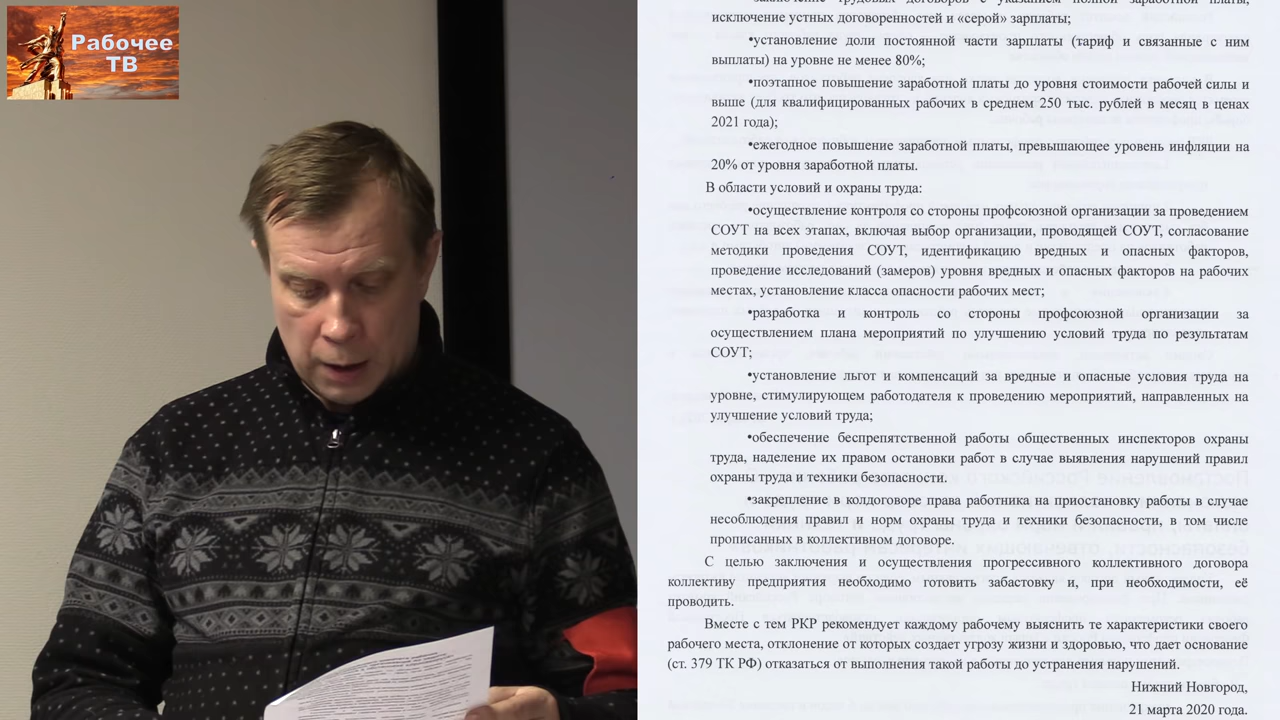 Рабочее
ТВ
заключение трудовых договоров с указанием полной заработной платы,
исключение устных договоренностей и «серой» зарплаты;
•установление доли постоянной части зарплаты (тариф и связанные с ним
выплаты) на уровне не менее 80%;
•поэтапное повышение заработной платы до уровня стоимости рабочей силы и
выше (для квалифицированных рабочих в среднем 250 тыс. рублей в месяц в ценах
2021 года);
•ежегодное повышение заработной платы, превышающее уровень инфляции на
20% от уровня заработной платы.
В области условий и охраны труда:
•осуществление контроля со стороны профсоюзной организации за проведением
СОУТ на всех этапах, включая выбор организации, проводящей СОУТ, согласование
методики проведения СОУТ, идентификацию вредных и опасных факторов,
проведение исследований (замеров) уровня вредных и опасных факторов на рабочих
местах, установление класса опасности рабочих мест;
•разработка и контроль со стороны профсоюзной организации за
осуществлением плана мероприятий по улучшению условий труда по результатам
СОУТ;
•установление льгот и компенсаций за вредные и опасные условия труда на
уровне, стимулирующем работодателя к проведению мероприятий, направленных на
улучшение условий труда;
•обеспечение беспрепятственной работы общественных инспекторов охраны
труда, наделение их правом остановки работ в случае выявления нарушений правил
охраны труда и техники безопасности.
•закрепление в колдоговоре права работника на приостановку работы в случае
несоблюдения правил и норм охраны труда и техники безопасности, в том числе
прописанных в коллективном договоре.
С целью заключения и осуществления прогрессивного коллективного договора
коллективу предприятия необходимо готовить забастовку и, при необходимости, её
проводить.
Вместе с тем РКР рекомендует каждому рабочему выяснить те характеристики своего
рабочего места, отклонение от которых создает угрозу жизни и здоровью, что дает основание
(ст. 379 ТК РФ) отказаться от выполнения такой работы до устранения нарушений.
Нижний Новгород.
21 марта 2020 года.